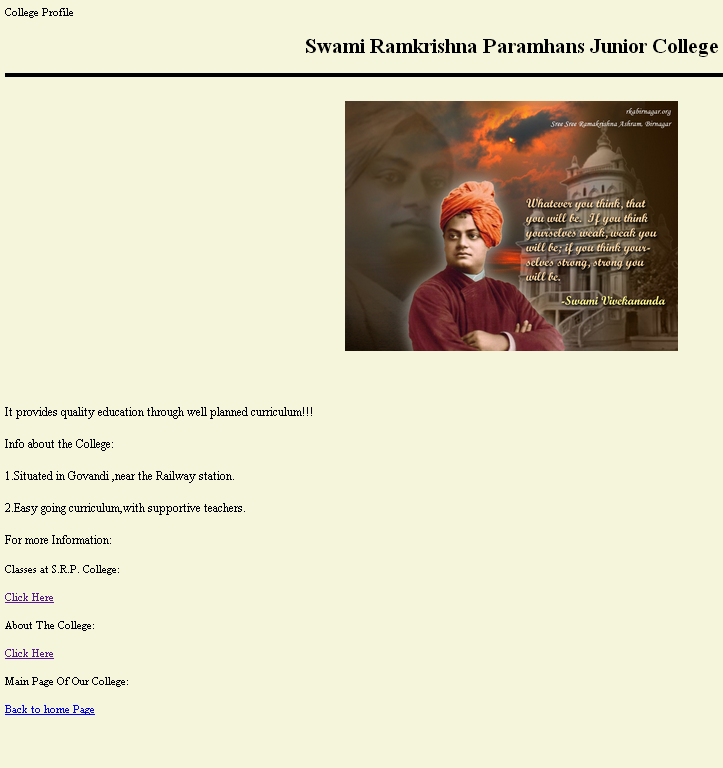 College Profile
Swami Ramkrishna Paramhans Junior College
rkabirnagar.org
Sree Sree Ramakrishna Ashram, Birnagar
Whatever you think, that
you will be. If you think
yourselves weak, weak you
will be; if you think your-
selves strong, strong you
will be.
-Swami Vivekananda
It provides quality education through well planned curriculum!!!
Info about the College:
1.Situated in Govandi ,near the Railway station.
2.Easy going curriculum,with supportive teachers.
For more Information:
Classes at S.R.P. College:
Click Here
About The College:
Click Here
Main Page Of Our College:
Back to home Page